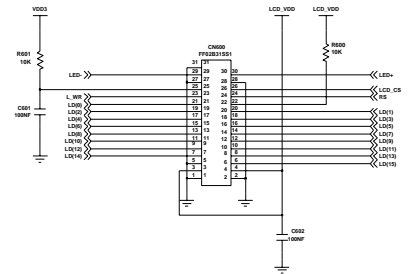 VDD3
LCD_VDD
LCD_VDD
R601
10K
CN600
FF02B31SS1
R600
10K
31 31
29 29
27 27
25 25
23 23
21 21
19 19
17 17
15 15
13 13
11 11
9 9
7 7
5 5
3 3
1 1
30 30
28 28
26 26
24 24
22 22
20 20
18 18
16 16
14 14
12 12
10 10
8 8
6 6
4 4
2 2
LED-
L_WR
LD(0)
LD(2)
LD(4)
LD(6)
LD(8)
LD(10)
LD(12)
LD(14)
LED+
LCD_CS
RS
LD(1)
LD(3)
LD(5)
LD(7)
LD(9)
LD(11)
LD(13)
LD(15)
C601
100NF
C602
100NF